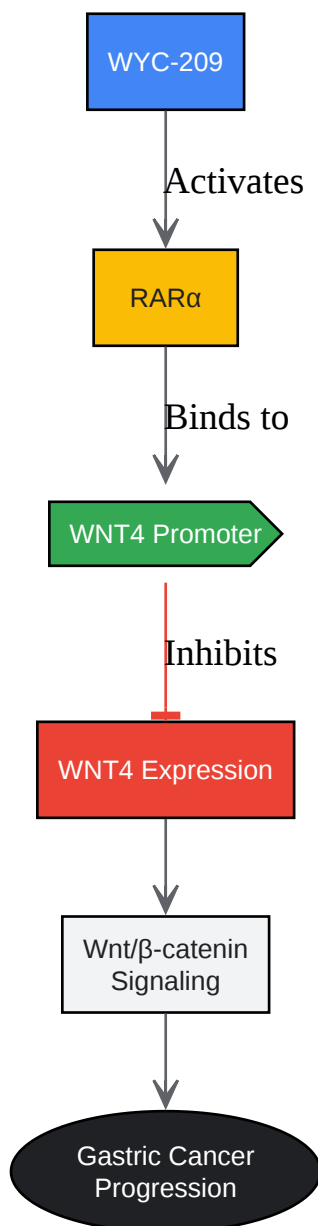 WYC-209
Activates
RARα
Binds to
WNT4 Promoter
Inhibits
WNT4 Expression
Wnt/β-catenin
Signaling
Gastric Cancer
Progression